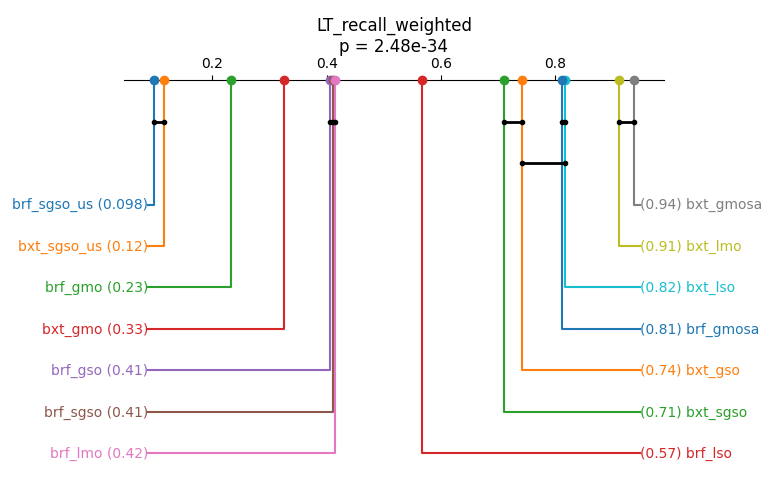 LT_recall_weighted
p = 2.48e-34
0.2 0.4 0.6 0.8
brf_sgso_us (0.098) (0.94) bxt_gmosa
bxt_sgso_us (0.12) (0.91) bxt_lmo
brf_gmo (0.23) (0.82) bxt_lso
bxt_gmo (0.33) (0.81) brf_gmosa
brf_gso (0.41) (0.74) bxt_gso
brf_sgso (0.41) (0.71) bxt_sgso
brf_lmo (0.42) (0.57) brf_lso